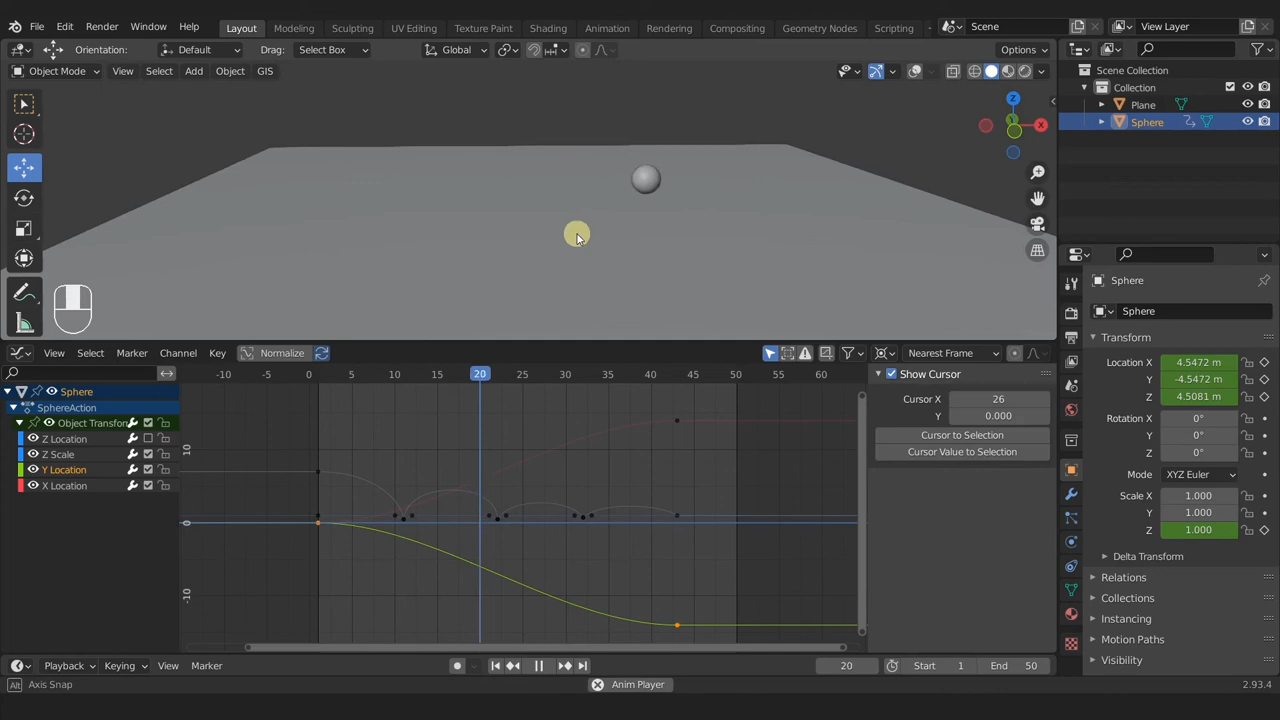 File Edit Render Window Help Layout Modeling Sculpting UV Editing Texture Paint Shading Animation Rendering Compositing Geometry Nodes Scripting Scene View Layer
Orientation: Default Drag: Select Box Global Options
Object Mode View Select Add Object GIS
Scene Collection
Collection
Plane
Sphere
Z
X
Sphere
Sphere
Transform
Location X 4.5472 m
Y -4.5472 m
Z 4.5081 m
Rotation X 0°
Y 0°
Z 0°
Mode XYZ Euler
Scale X 1.000
Y 1.000
Z 1.000
Delta Transform
Relations
Collections
Instancing
Motion Paths
Visibility
View Select Marker Channel Key Normalize Nearest Frame
-10 -5 0 5 10 15 20 25 30 35 40 45 50 55 60
Sphere
SphereAction
Object Transforn
Z Location
Z Scale
Y Location
X Location
10
0
-10
Show Cursor
Cursor X 26
Y 0.000
Cursor to Selection
Cursor Value to Selection
Playback Keying View Marker 20 Start 1 End 50
Alt Axis Snap Anim Player 2.93.4